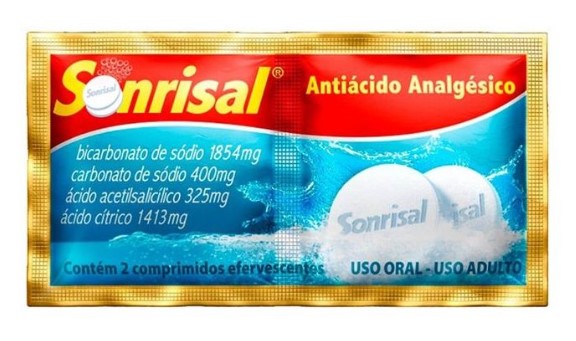 Sonrisal®
Sonrisal
Antiácido Analgésico
bicarbonato de sódio 1854mg
carbonato de sódio 400mg
ácido acetilsalicílico 325mg
ácido cítrico 1413mg
Sonrisal
isal
Contém 2 comprimidos efervescentes
USO ORAL - USO ADULTO